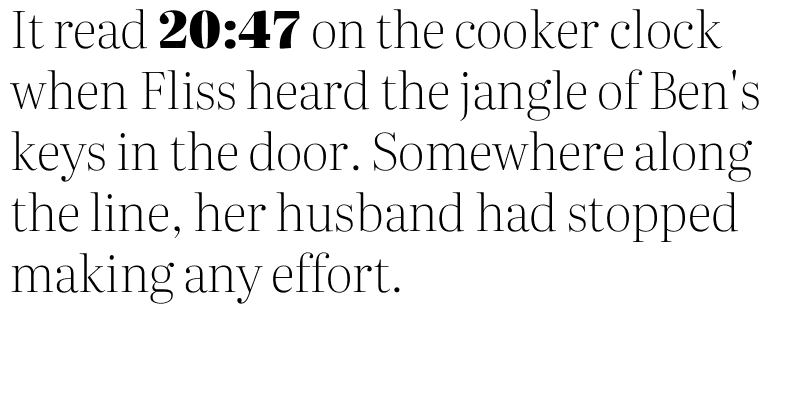 It read 20:47 on the cooker clock
when Fliss heard the jangle of Ben's
keys in the door. Somewhere along
the line, her husband had stopped
making any effort.